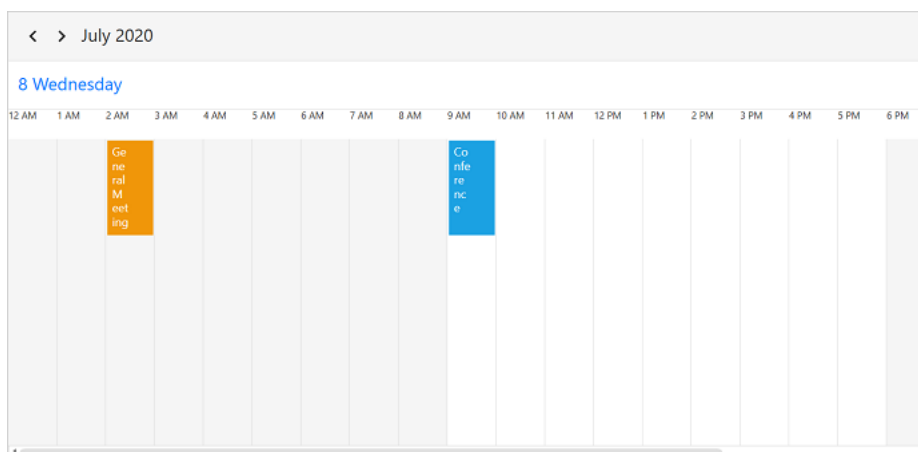 July 2020
8 Wednesday
12 AM 1 AM 2 AM 3 AM 4 AM 5 AM 6 AM 7 AM 8 AM 9 AM 10 AM 11 AM 12 PM 1 PM 2 PM 3 PM 4 PM 5 PM 6 PM
Ge
ne
ral
M
eet
ing
Co
nfe
re
nc
e